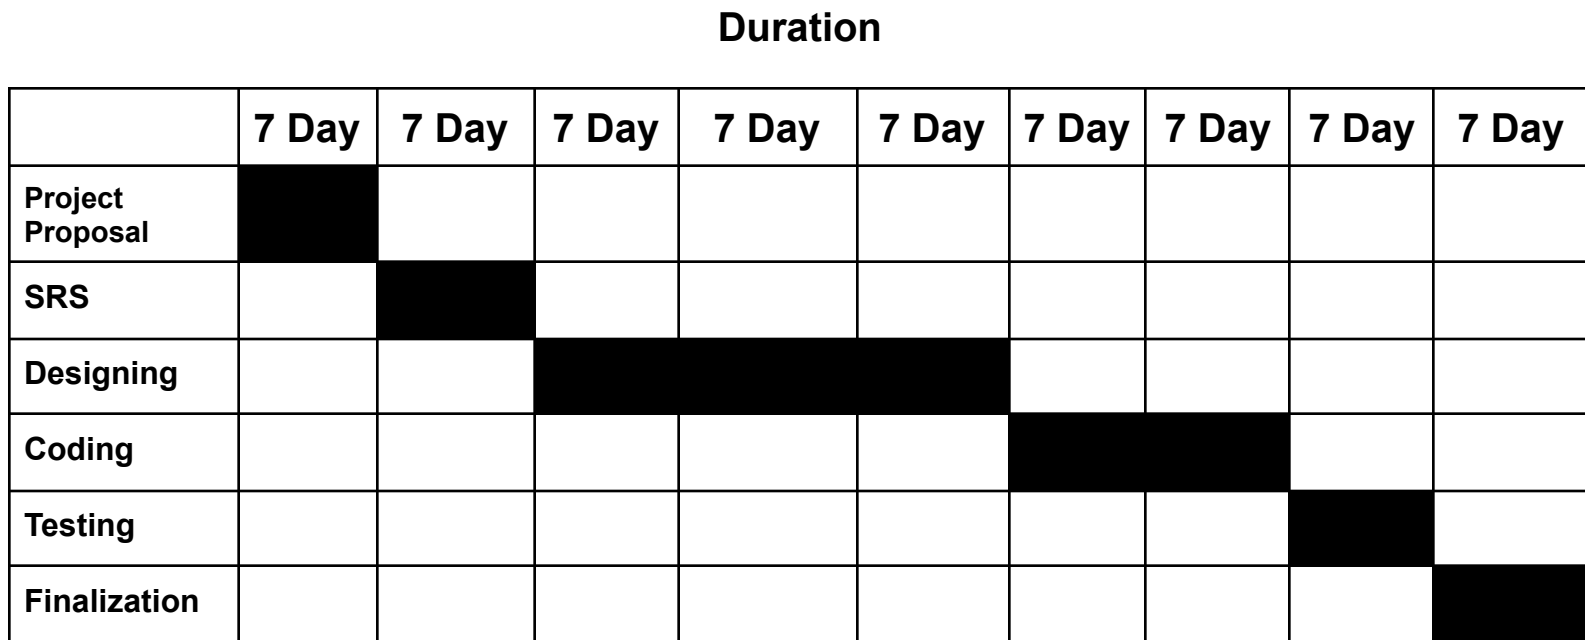 Duration
7 Day 7 Day 7 Day 7 Day 7 Day 7 Day 7 Day 7 Day 7 Day
Project
Proposal
SRS
Designing
Coding
Testing
Finalization